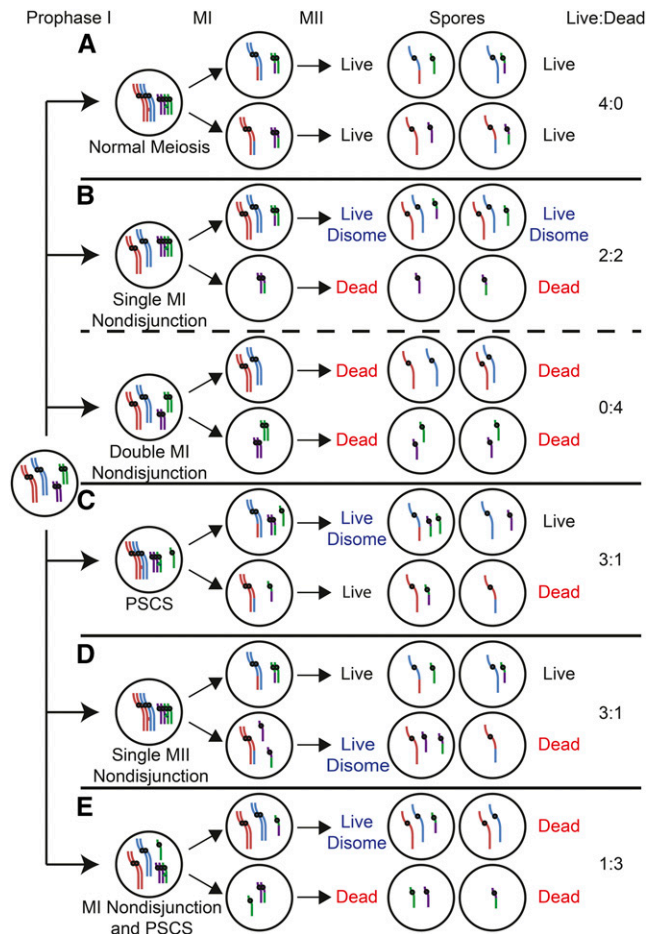 Prophase I MI MII Spores Live:Dead
A
Live Live
4:0
Live Live
Normal Meiosis
B
Live Disome Live Disome
2:2
Dead Dead
Single MI
Nondisjunction
Dead Dead
0:4
Dead Dead
Double MI
Nondisjunction
C
Live Disome Live
3:1
Live Dead
PSCS
D
Live Live
3:1
Live Disome Dead
Single MII
Nondisjunction
E
Live Disome Dead
1:3
Dead Dead
MI Nondisjunction
and PSCS